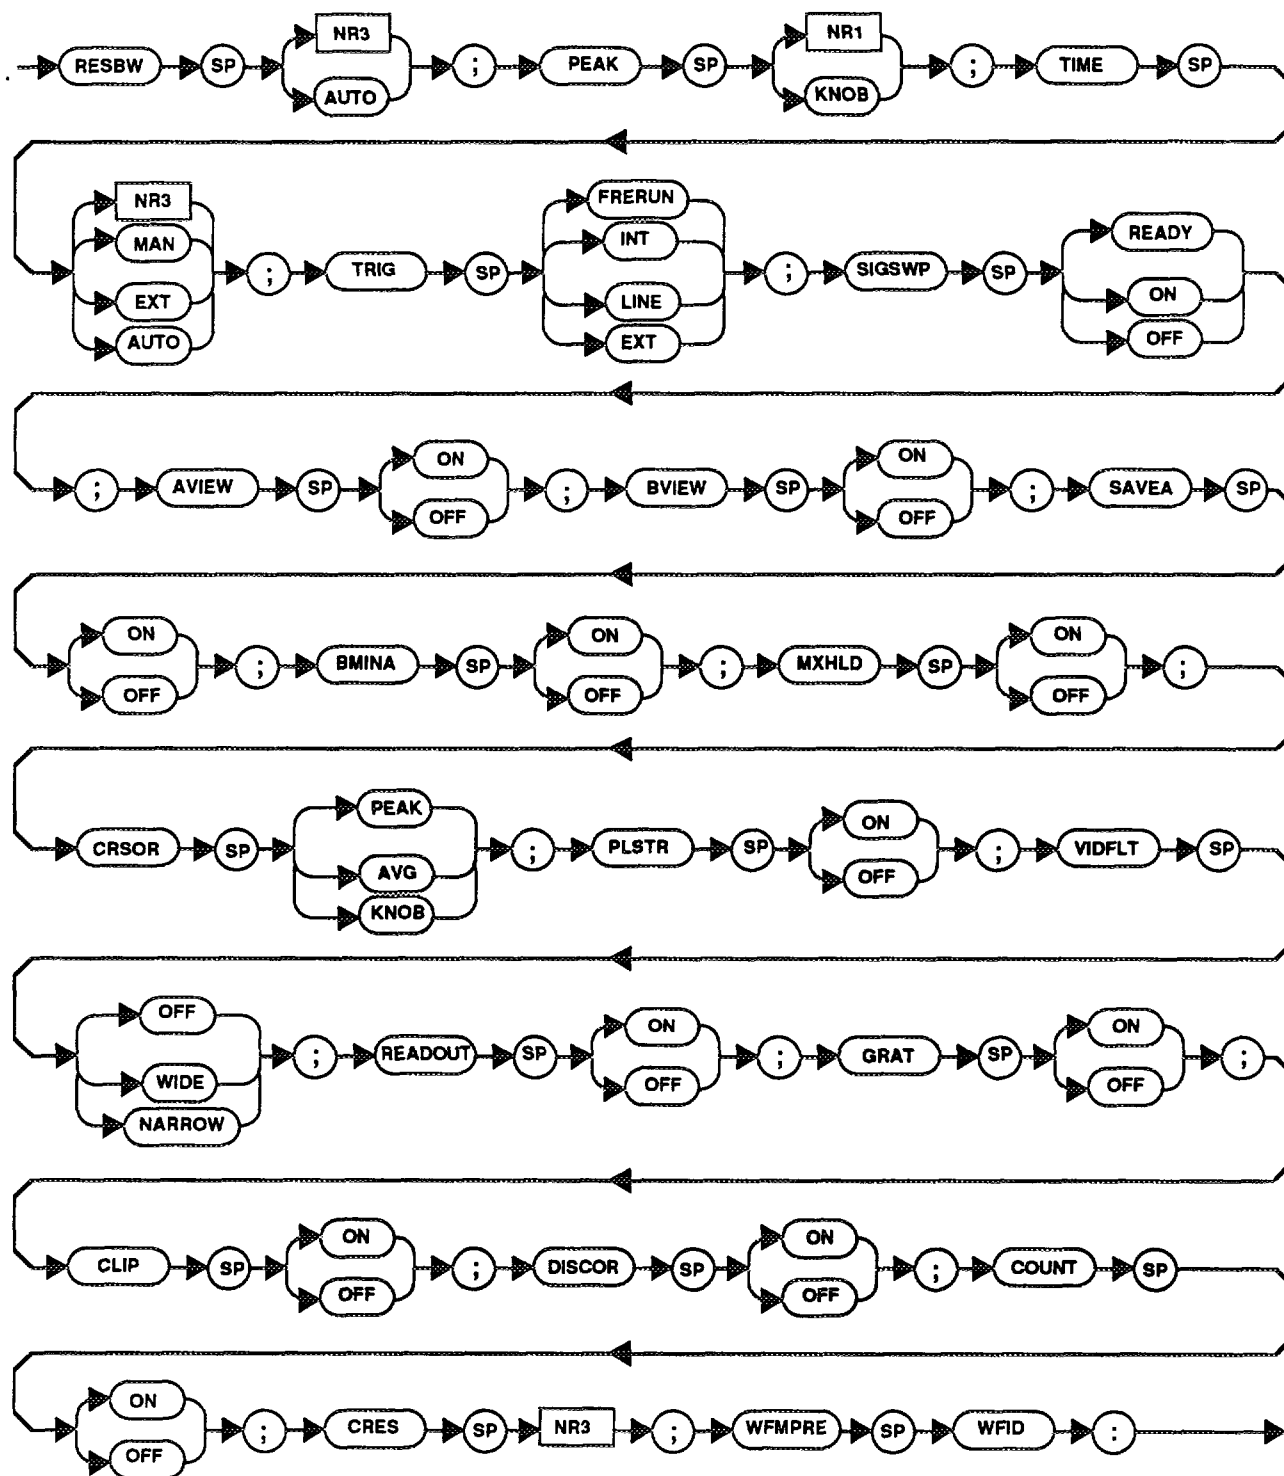 NR3
RESBW SP ; PEAK SP
AUTO
NR1
; TIME SP
KNOB
NR3
MAN
EXT
AUTO
; TRIG SP
FRERUN
INT
LINE
EXT
; SIGSWP SP
READY
ON
OFF
; AVIEW SP
ON
OFF
; BVIEW SP
ON
OFF
; SAVEA SP
ON
OFF
; BMINA SP
ON
OFF
; MXHLD SP
ON
OFF
;
CRSOR SP
PEAK
AVG
KNOB
; PLSTR SP
ON
OFF
; VIDFLT SP
OFF
WIDE
NARROW
; READOUT SP
ON
OFF
; GRAT SP
ON
OFF
;
CLIP SP
ON
OFF
; DISCOR SP
ON
OFF
; COUNT SP
ON
OFF
; CRES SP NR3 ; WFMPRE SP WFID :